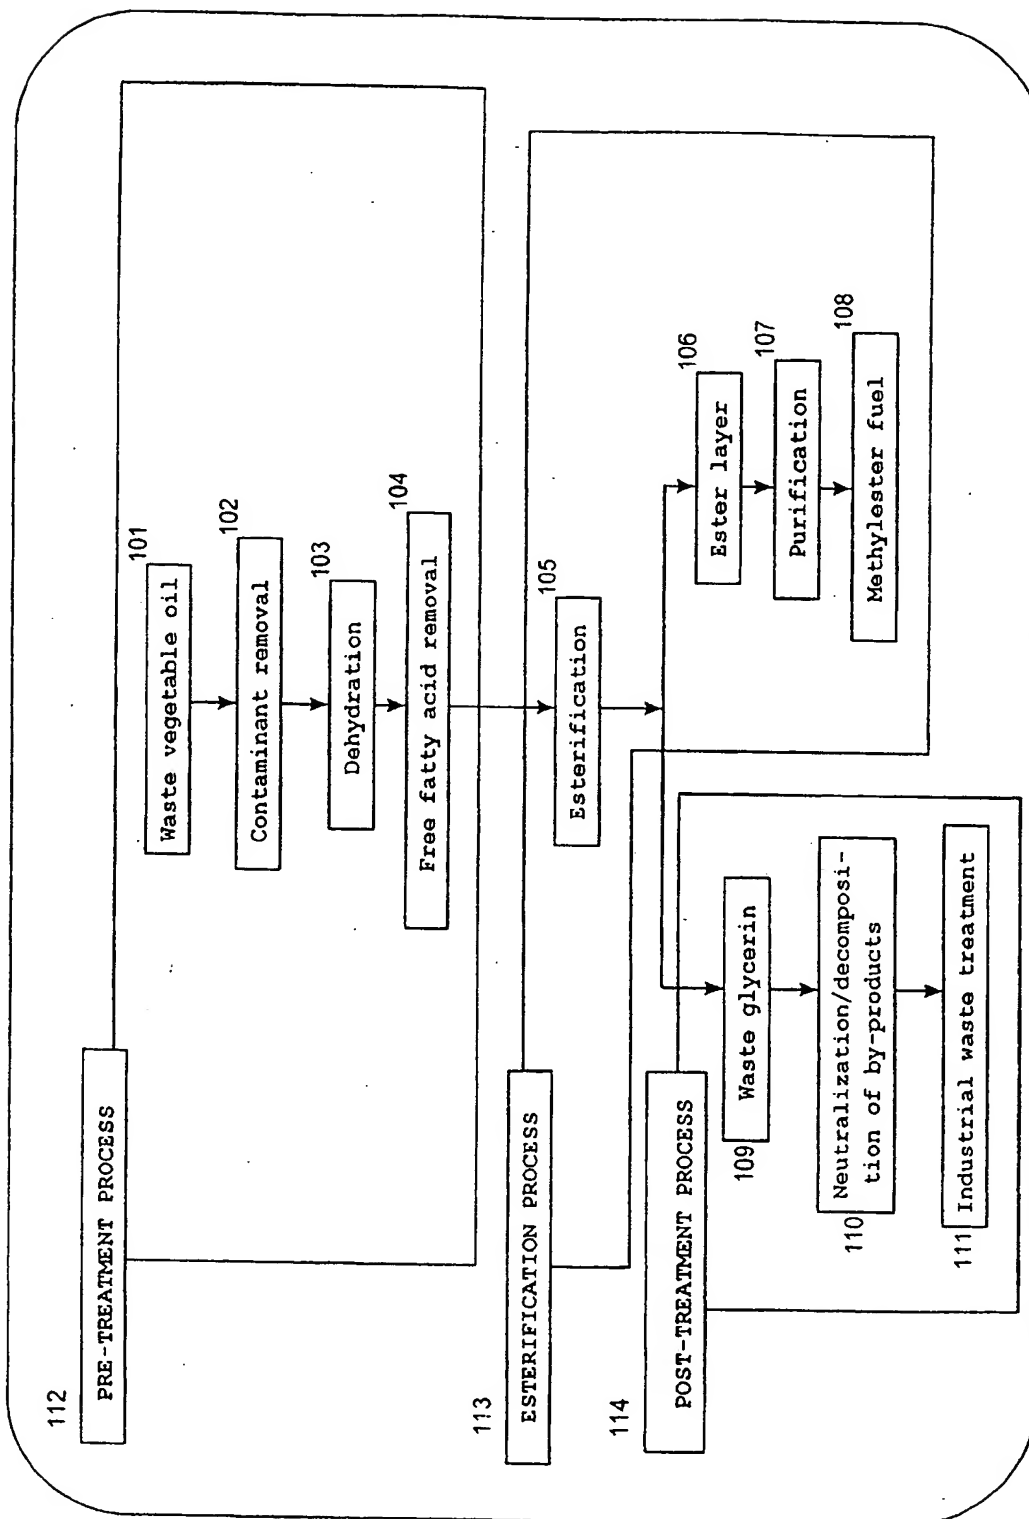 112
PRE-TREATMENT PROCESS
101
Waste vegetable oil
102
Contaminant removal
103
Dehydration
104
Free fatty acid removal
113
ESTERIFICATION PROCESS
105
Esterification
106
Ester layer
107
Purification
108
Methylester fuel
114
POST-TREATMENT PROCESS
109
Waste glycerin
110
Neutralization/decomposi-
tion of by-products
111
Industrial waste treatment